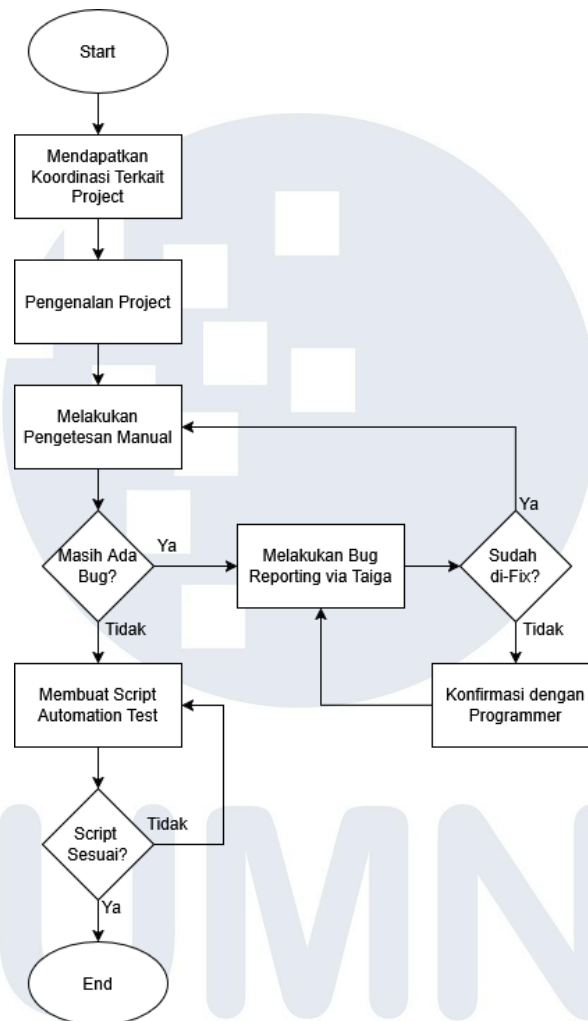 Start
Mendapatkan
Koordinasi Terkait
Project
Pengenalan Project
Melakukan
Pengetesan Manual
Masih Ada
Bug?
Ya
Melakukan Bug
Reporting via Taiga
Sudah
di-Fix?
Ya
Tidak
Konfirmasi dengan
Programmer
Tidak
Membuat Script
Automation Test
Script
Sesuai?
Tidak
Ya
End
UMN